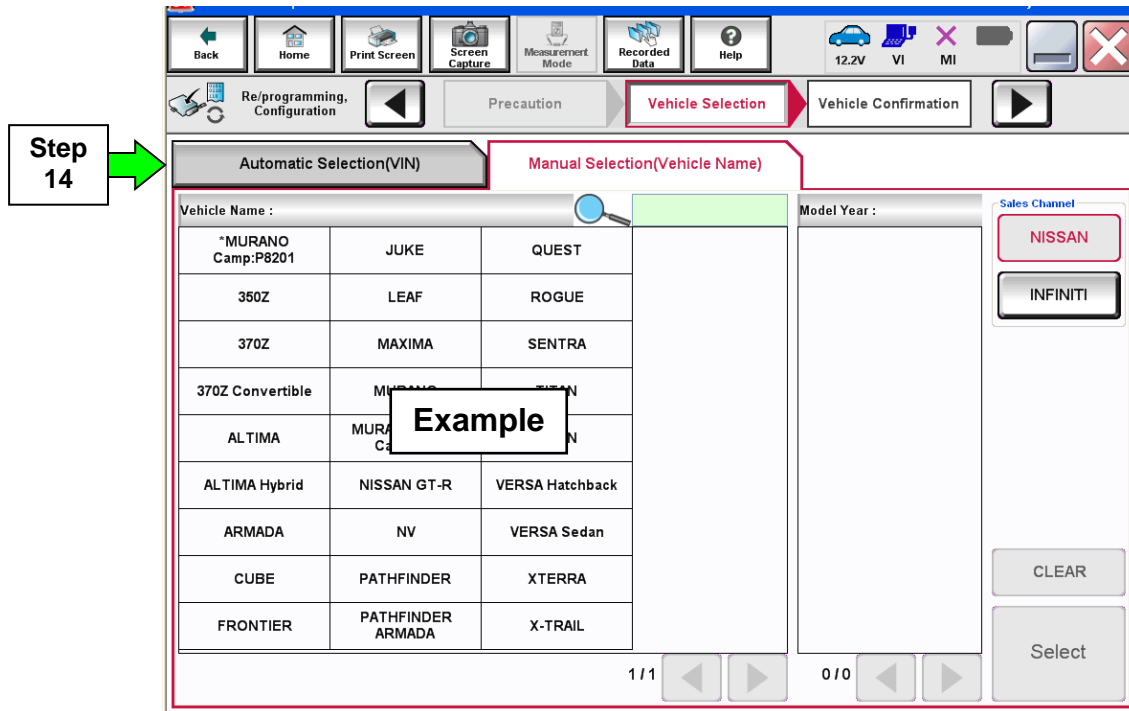 Back
Home
Print Screen
Screen
Capture
Measurement
Mode
Recorded
Data
Help
12.2V VI MI
Re/programming,
Configuration
Precaution
Vehicle Selection
Vehicle Confirmation
Step
14
Automatic Selection(VIN)
Manual Selection(Vehicle Name)
Vehicle Name :
Model Year :
Sales Channel
*MURANO
Camp:P8201
JUKE
QUEST
NISSAN
350Z
LEAF
ROGUE
INFINITI
370Z
MAXIMA
SENTRA
370Z Convertible
Example
ALTIMA
ALTIMA Hybrid
NISSAN GT-R
VERSA Hatchback
ARMADA
NV
VERSA Sedan
CUBE
PATHFINDER
XTERRA
CLEAR
FRONTIER
PATHFINDER
ARMADA
X-TRAIL
Select
1/1
0/0